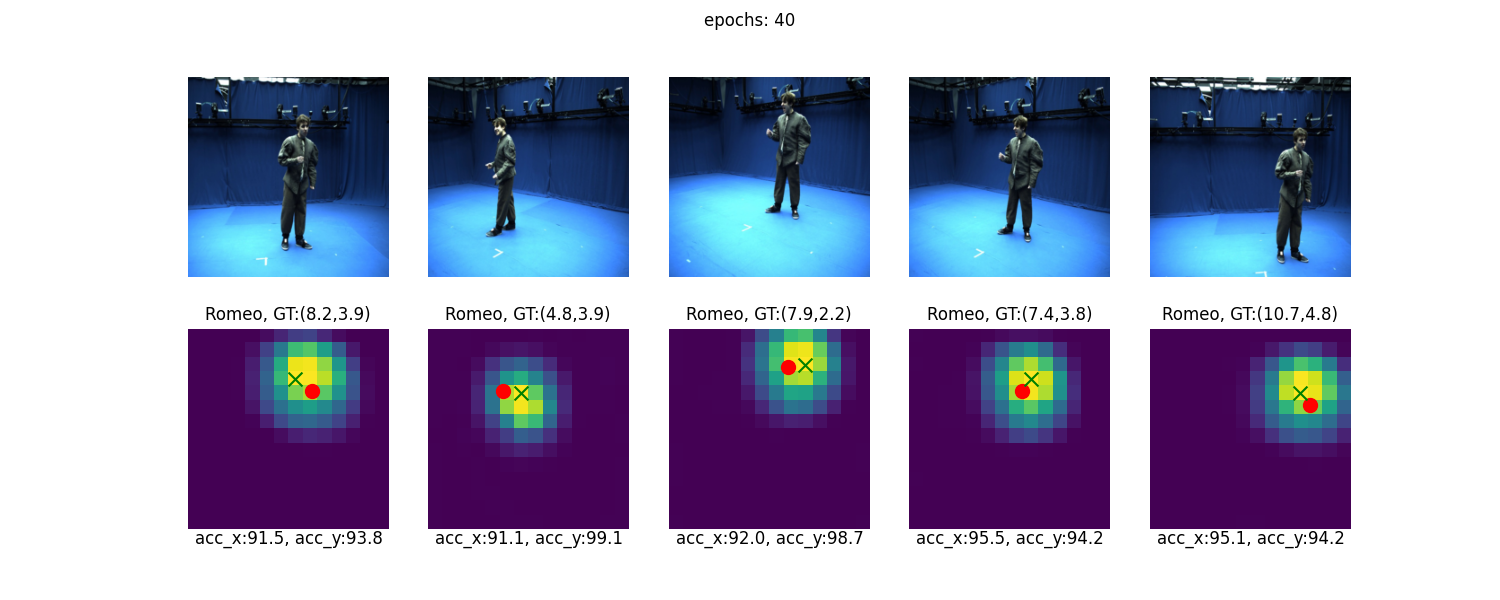 epochs: 40
Romeo, GT:(8.2,3.9)
Romeo, GT:(4.8,3.9)
Romeo, GT:(7.9,2.2)
Romeo, GT:(7.4,3.8)
Romeo, GT:(10.7,4.8)
acc_x:91.5, acc_y:93.8
acc_x:91.1, acc_y:99.1
acc_x:92.0, acc_y:98.7
acc_x:95.5, acc_y:94.2
acc_x:95.1, acc_y:94.2